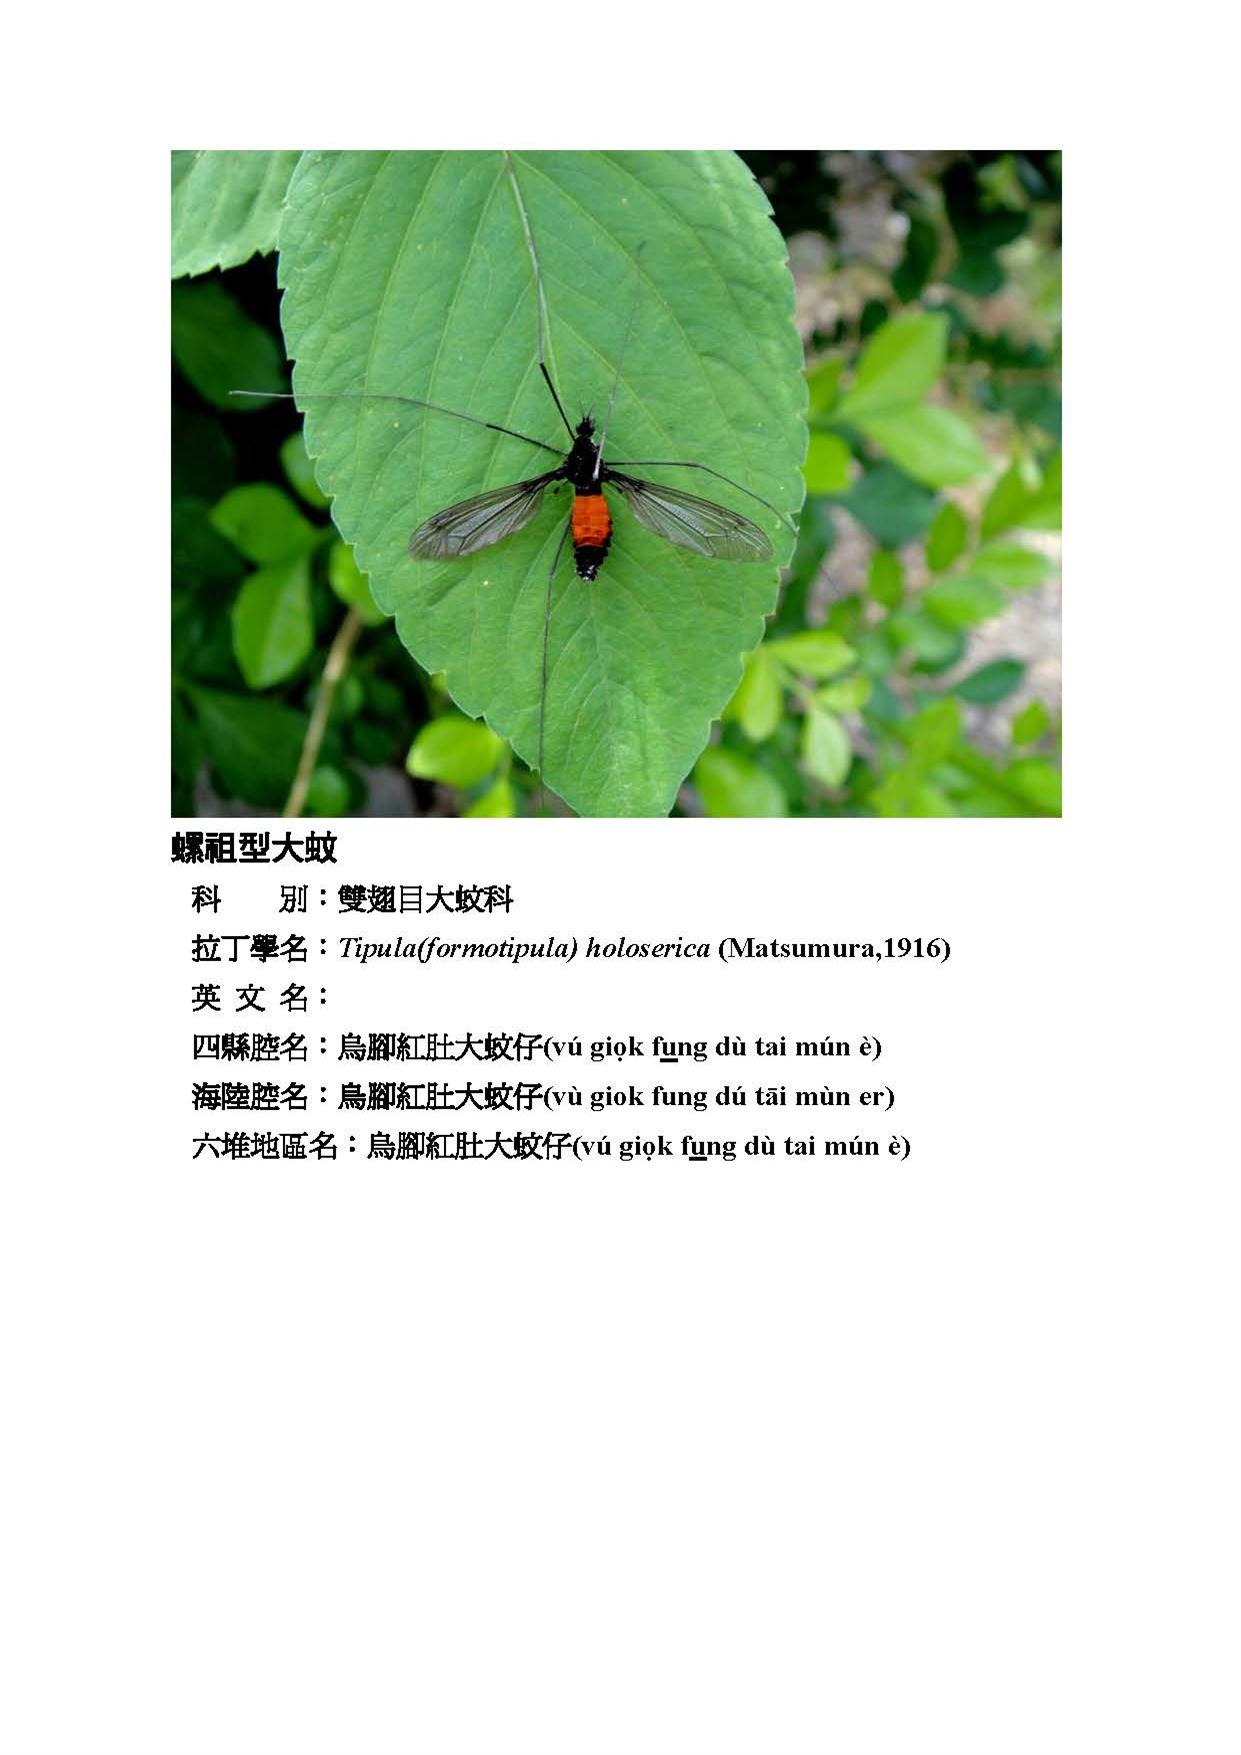 螺祖型大蚊
科　　別：雙翅目大蚊科
拉丁學名：Tipula(formotipula) holoserica (Matsumura,1916)
英 文 名：
四縣腔名：烏腳紅肚大蚊仔(vú giọk fung dù tai mún è)
海陸腔名：烏腳紅肚大蚊仔(vù giok fung dú tāi mùn er)
六堆地區名：烏腳紅肚大蚊仔(vú giọk fung dù tai mún è)